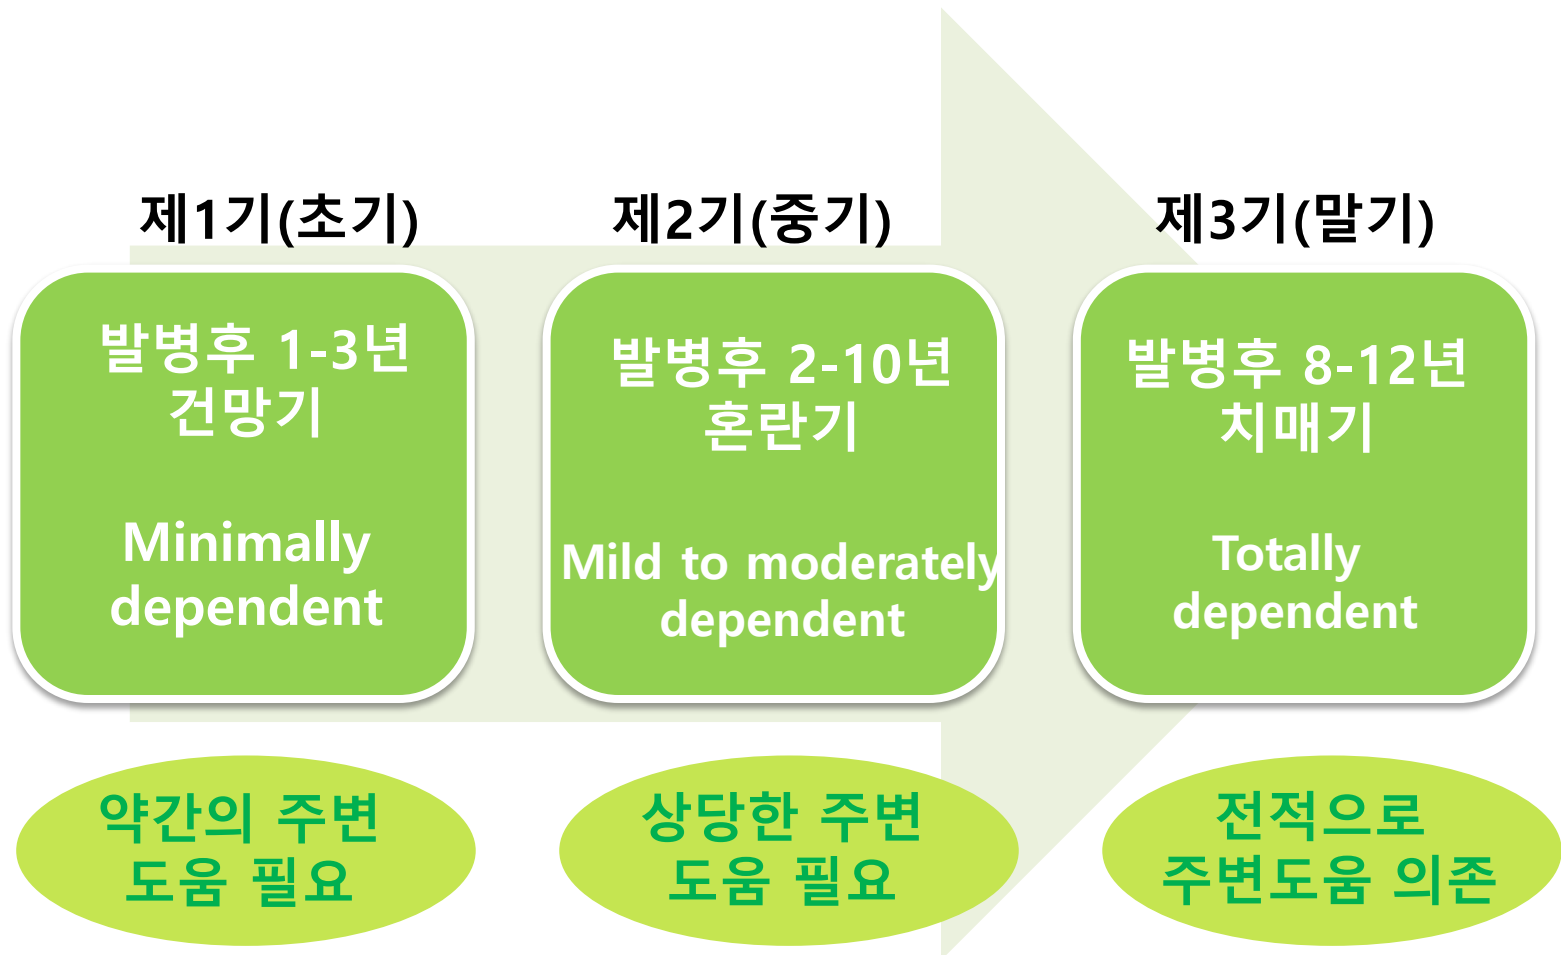 제1기(초기)
제2기(중기)
제3기(말기)
발병후 1-3년
건망기
Minimally
dependent
발병후 2-10년
혼란기
Mild to moderately
dependent
발병후 8-12년
치매기
Totally
dependent
약간의 주변
도움 필요
상당한 주변
도움 필요
전적으로
주변도움 의존